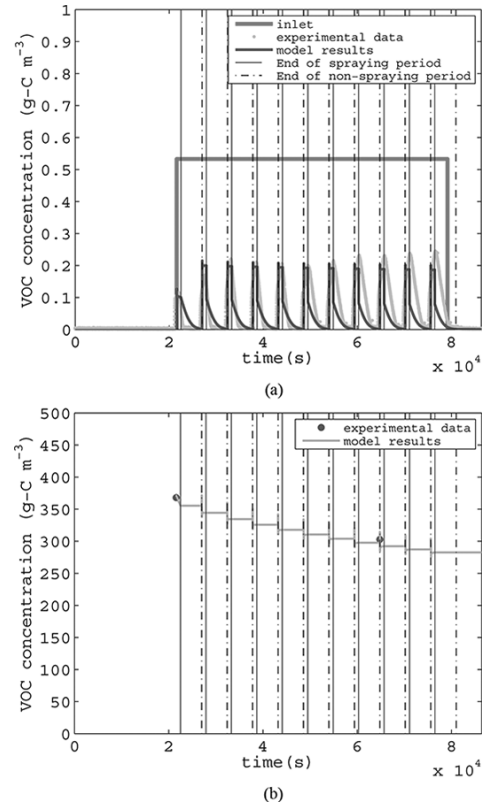 1
0.9
0.8
0.7
0.6
0.5
0.4
0.3
0.2
0.1
0
VOC concentration (g-C m⁻³)
inlet
experimental data
model results
End of spraying period
End of non-spraying period
0 2 4 6 8
time(s)
x 10⁴
(a)
500
450
400
350
300
250
200
150
100
50
0
VOC concentration (g-C m⁻³)
experimental data
model results
0 2 4 6 8
time(s)
x 10⁴
(b)